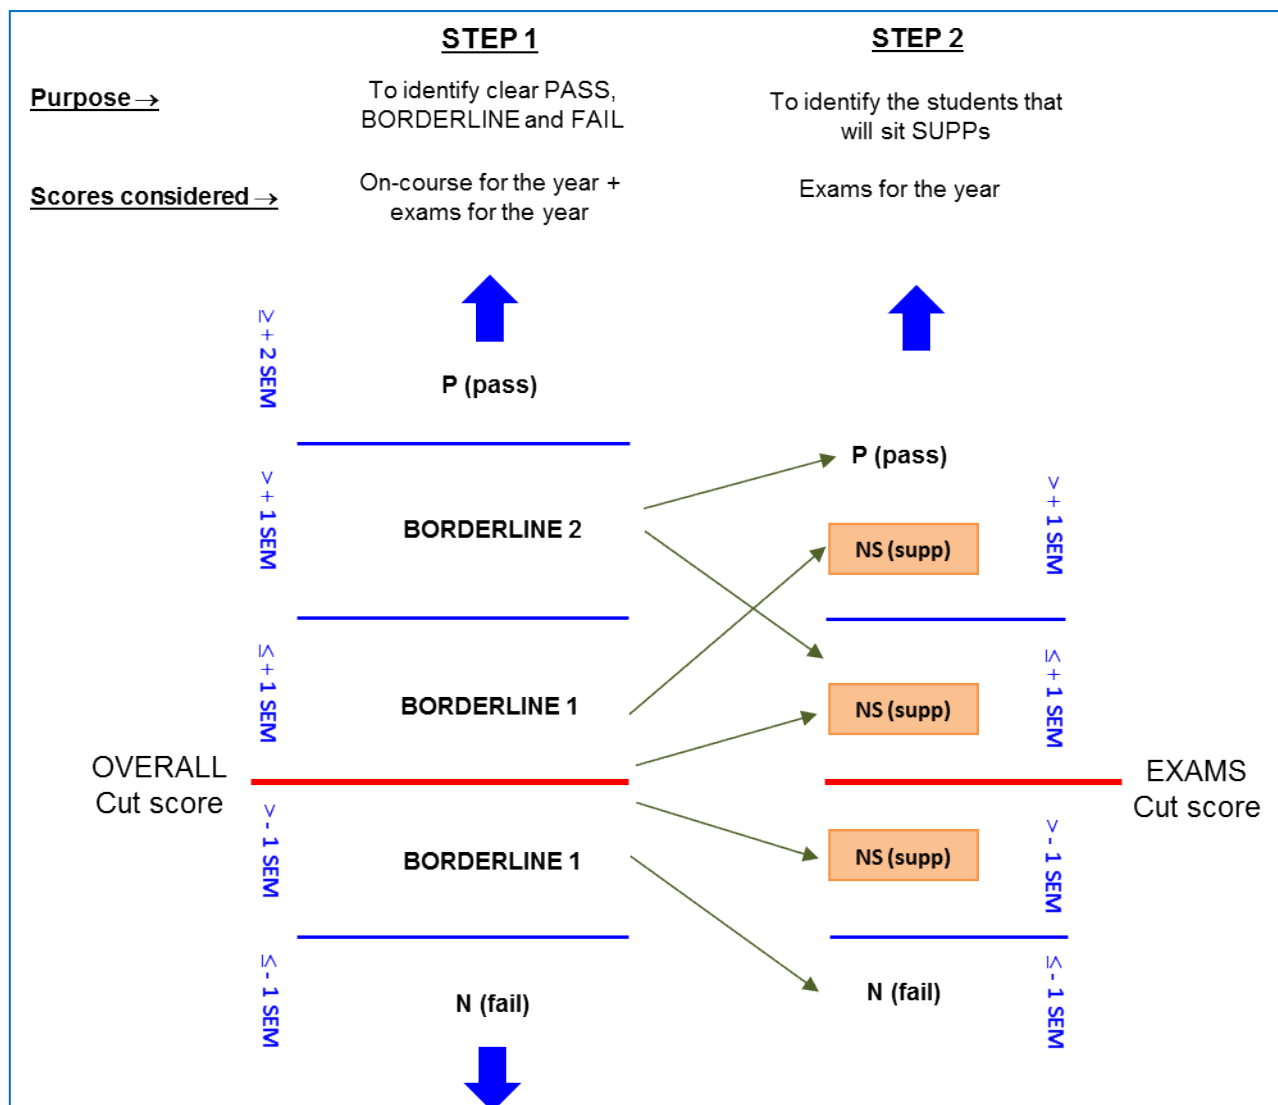 STEP 1
STEP 2
Purpose →
To identify clear PASS,
BORDERLINE and FAIL
To identify the students that
will sit SUPPs
Scores considered →
On-course for the year +
exams for the year
Exams for the year
≥ + 2 SEM
P (pass)
P (pass)
> + 1 SEM
BORDERLINE 2
NS (supp)
> + 1 SEM
≤ + 1 SEM
BORDERLINE 1
NS (supp)
≤ + 1 SEM
OVERALL
Cut score
EXAMS
Cut score
> - 1 SEM
BORDERLINE 1
NS (supp)
> - 1 SEM
≤ - 1 SEM
N (fail)
N (fail)
≤ - 1 SEM